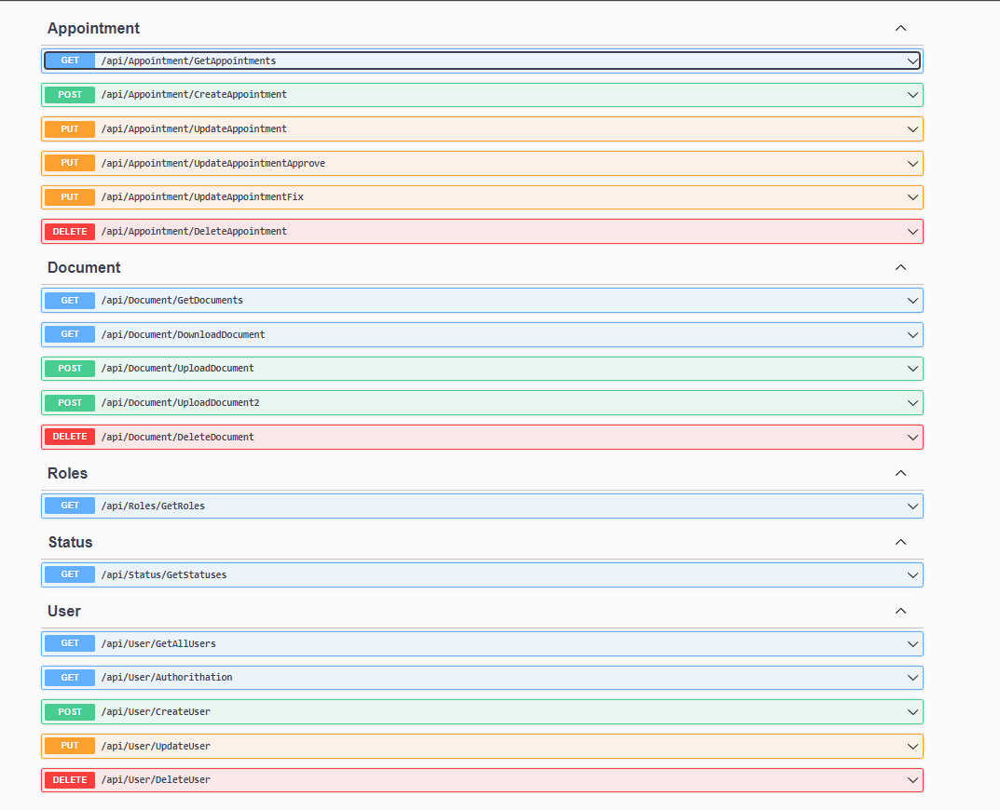 Appointment
GET /api/Appointment/GetAppointments
POST /api/Appointment/CreateAppointment
PUT /api/Appointment/UpdateAppointment
PUT /api/Appointment/UpdateAppointmentApprove
PUT /api/Appointment/UpdateAppointmentFix
DELETE /api/Appointment/DeleteAppointment
Document
GET /api/Document/GetDocuments
GET /api/Document/DownloadDocument
POST /api/Document/UploadDocument
POST /api/Document/UploadDocument2
DELETE /api/Document/DeleteDocument
Roles
GET /api/Roles/GetRoles
Status
GET /api/Status/GetStatuses
User
GET /api/User/GetAllUsers
GET /api/User/Authorithation
POST /api/User/CreateUser
PUT /api/User/UpdateUser
DELETE /api/User/DeleteUser